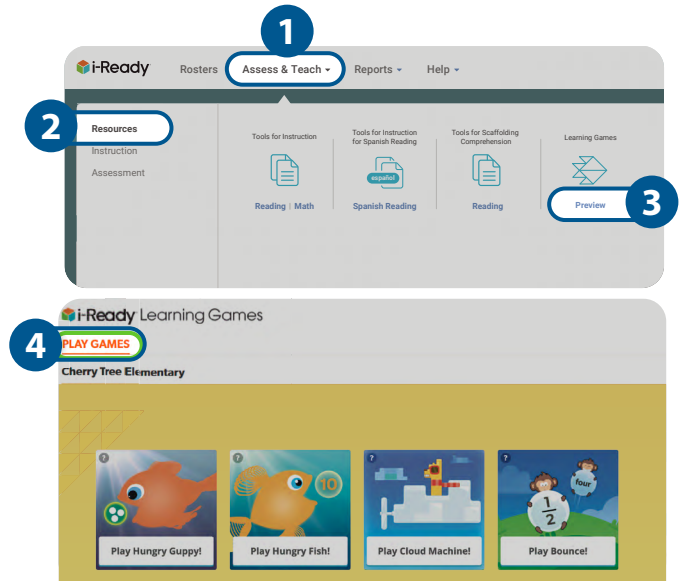 1
i-Ready
Rosters
Assess & Teach
Reports
Help
2
Resources
Instruction
Assessment
Tools for Instruction
Reading | Math
Tools for Instruction
for Spanish Reading
español
Spanish Reading
Tools for Scaffolding
Comprehension
Reading
Learning Games
Preview
3
i-Ready Learning Games
4
PLAY GAMES
Cherry Tree Elementary
?
Play Hungry Guppy!
?
10
Play Hungry Fish!
?
Play Cloud Machine!
?
four
1
2
Play Bounce!